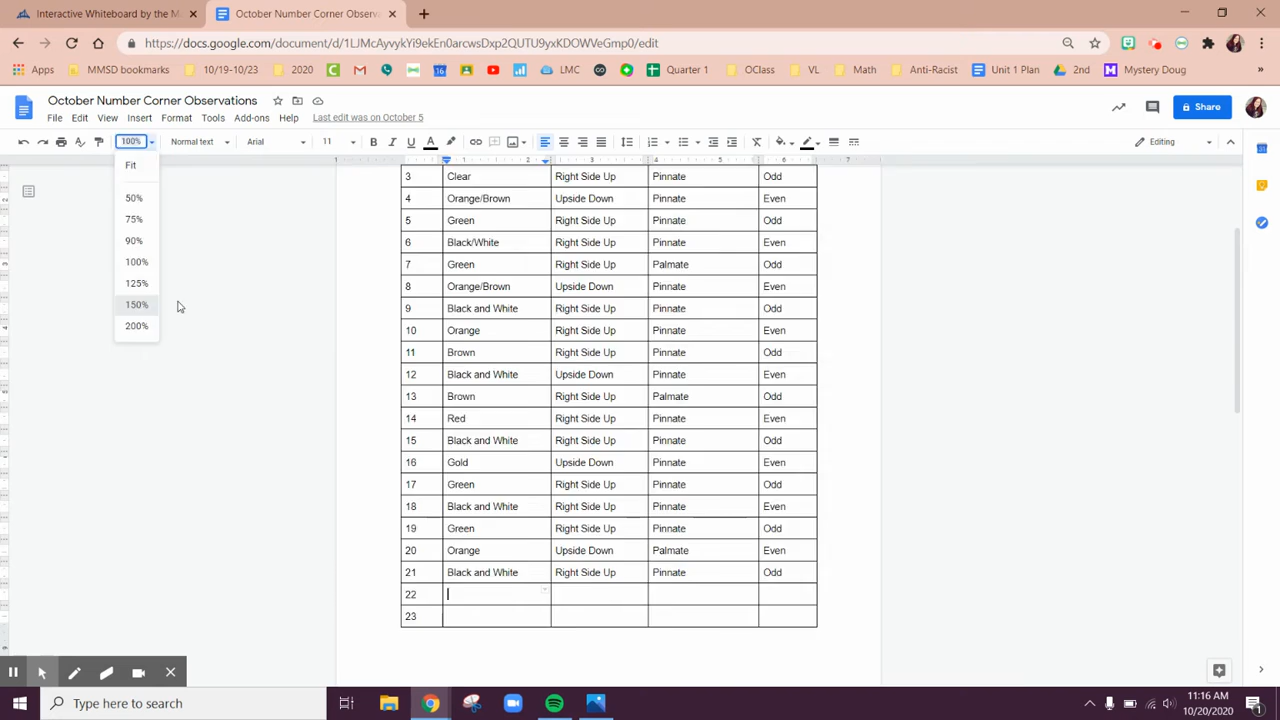 Interactive Whiteboard by the M
October Number Corner Observa
https://docs.google.com/document/d/1LJMcAyvykYi9ekEn0arcwsDxp2QUTU9yxKDOWVeGmp0/edit
Apps MMSD bookmarks 10/19-10/23 2020 LMC Quarter 1 OClass VL Math Anti-Racist Unit 1 Plan 2nd Mystery Doug »
October Number Corner Observations
File Edit View Insert Format Tools Add-ons Help Last edit was on October 5
Share
100% Normal text Arial 11 Editing
1 1 2 3 4 5 6 7
Fit
50%
75%
90%
100%
125%
150%
200%
3 Clear Right Side Up Pinnate Odd
4 Orange/Brown Upside Down Pinnate Even
5 Green Right Side Up Pinnate Odd
6 Black/White Right Side Up Pinnate Even
7 Green Right Side Up Palmate Odd
8 Orange/Brown Upside Down Pinnate Even
9 Black and White Right Side Up Pinnate Odd
10 Orange Right Side Up Pinnate Even
11 Brown Right Side Up Pinnate Odd
12 Black and White Upside Down Pinnate Even
13 Brown Right Side Up Palmate Odd
14 Red Right Side Up Pinnate Even
15 Black and White Right Side Up Pinnate Odd
16 Gold Upside Down Pinnate Even
17 Green Right Side Up Pinnate Odd
18 Black and White Right Side Up Pinnate Even
19 Green Right Side Up Pinnate Odd
20 Orange Upside Down Palmate Even
21 Black and White Right Side Up Pinnate Odd
22
23
Type here to search
11:16 AM
10/20/2020